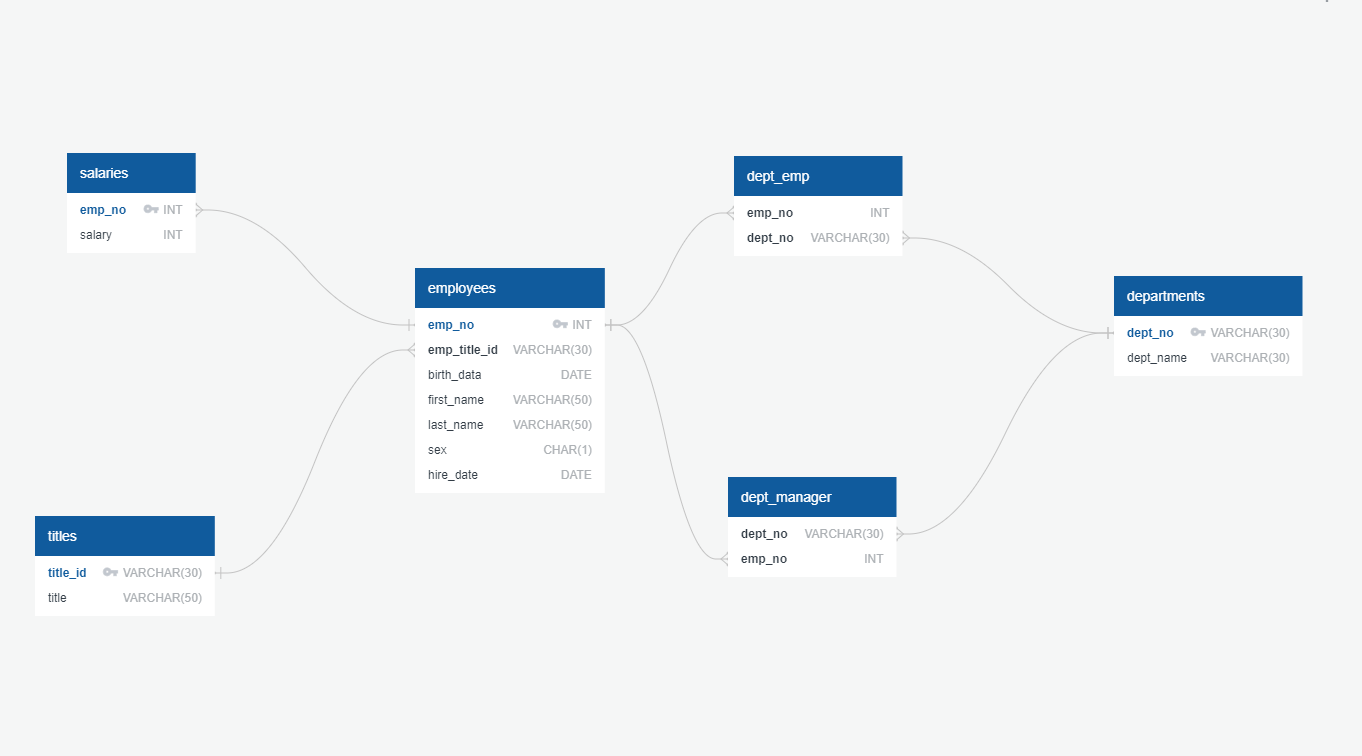 salaries
emp_no INT
salary INT
employees
emp_no INT
emp_title_id VARCHAR(30)
birth_data DATE
first_name VARCHAR(50)
last_name VARCHAR(50)
sex CHAR(1)
hire_date DATE
titles
title_id VARCHAR(30)
title VARCHAR(50)
dept_emp
emp_no INT
dept_no VARCHAR(30)
dept_manager
dept_no VARCHAR(30)
emp_no INT
departments
dept_no VARCHAR(30)
dept_name VARCHAR(30)